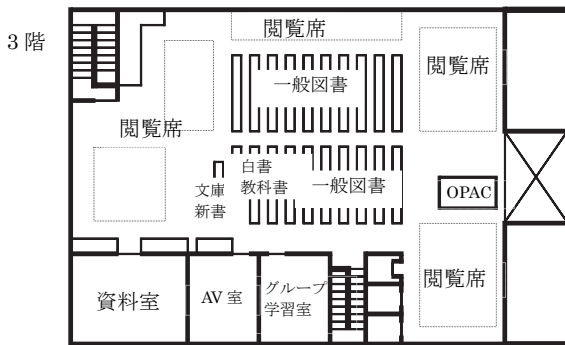 3階
閲覧席
閲覧席
一般図書
閲覧席
白書
教科書
一般図書
文庫
新書
OPAC
資料室
AV室
グループ
学習室
閲覧席